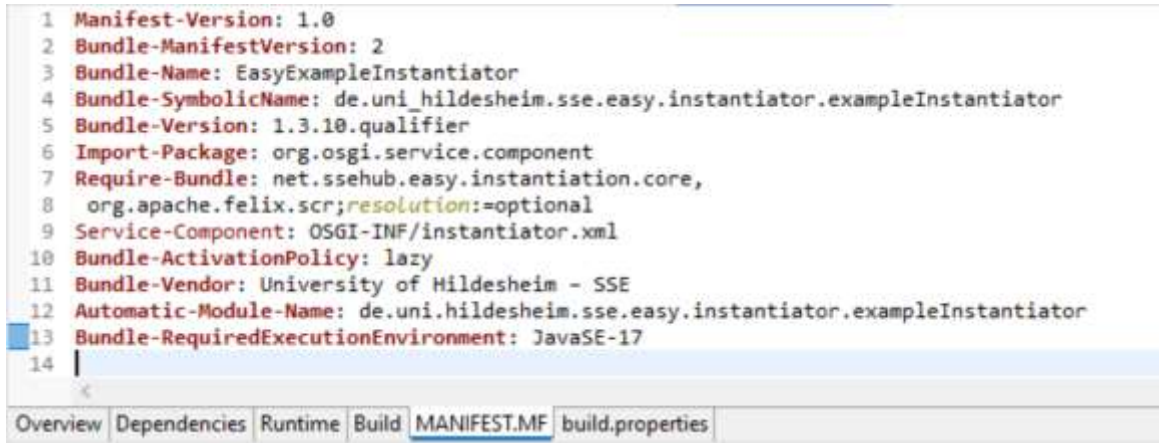 1 Manifest-Version: 1.0
2 Bundle-ManifestVersion: 2
3 Bundle-Name: EasyExampleInstantiator
4 Bundle-SymbolicName: de.uni_hildesheim.sse.easy.instantiator.exampleInstantiator
5 Bundle-Version: 1.3.10.qualifier
6 Import-Package: org.osgi.service.component
7 Require-Bundle: net.ssehub.easy.instantiation.core,
8  org.apache.felix.scr;resolution:=optional
9 Service-Component: OSGI-INF/instantiator.xml
10 Bundle-ActivationPolicy: lazy
11 Bundle-Vendor: University of Hildesheim – SSE
12 Automatic-Module-Name: de.uni.hildesheim.sse.easy.instantiator.exampleInstantiator
13 Bundle-RequiredExecutionEnvironment: JavaSE-17
14
Overview Dependencies Runtime Build MANIFEST.MF build.properties